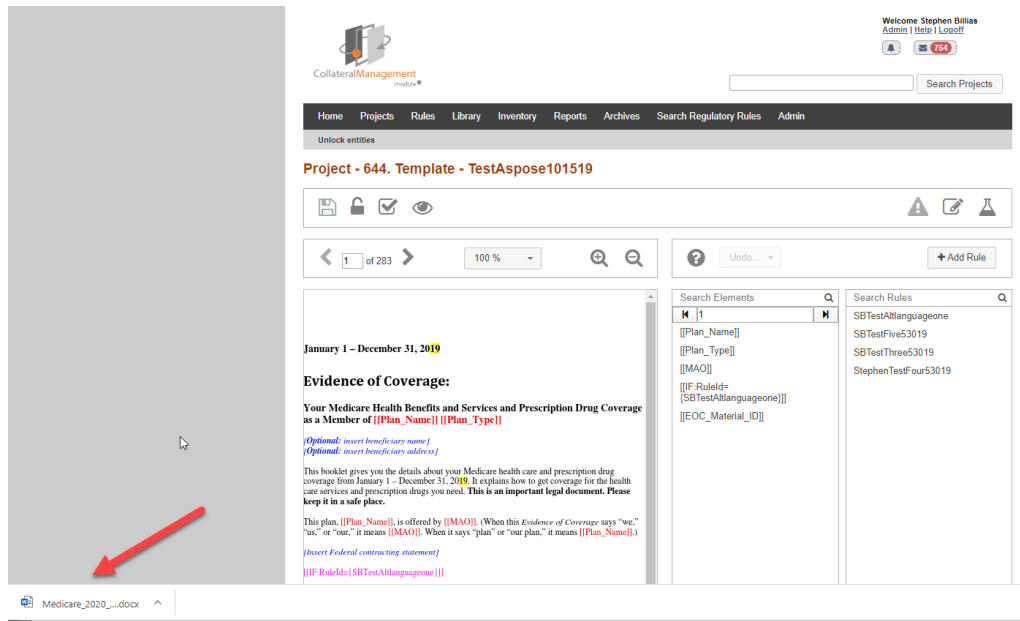 Welcome Stephen Billias
Admin | Help | Logoff
754
CollateralManagement
module
Search Projects
Home Projects Rules Library Inventory Reports Archives Search Regulatory Rules Admin
Unlock entities
Project - 644. Template - TestAspose101519
1 of 283 100 % Undo... + Add Rule
Search Elements Search Rules
1
SBTestAltlanguageone
[[Plan_Name]]
SBTestFive53019
[[Plan_Type]]
SBTestThree53019
[[MAO]]
StephenTestFour53019
[[IF:RuleId=
{SBTestAltlanguageone}]]
[[EOC_Material_ID]]
January 1 – December 31, 2019
Evidence of Coverage:
Your Medicare Health Benefits and Services and Prescription Drug Coverage
as a Member of [[Plan_Name]] [[Plan_Type]]
[Optional: insert beneficiary name]
[Optional: insert beneficiary address]
This booklet gives you the details about your Medicare health care and prescription drug
coverage from January 1 – December 31, 2019. It explains how to get coverage for the health
care services and prescription drugs you need. This is an important legal document. Please
keep it in a safe place.
This plan, [[Plan_Name]], is offered by [[MAO]]. (When this Evidence of Coverage says “we,”
“us,” or “our,” it means [[MAO]]. When it says “plan” or “our plan,” it means [[Plan_Name]].)
[Insert Federal contracting statement]
[[IF:RuleId={SBTestAltlanguageone}]]
Medicare_2020_....docx